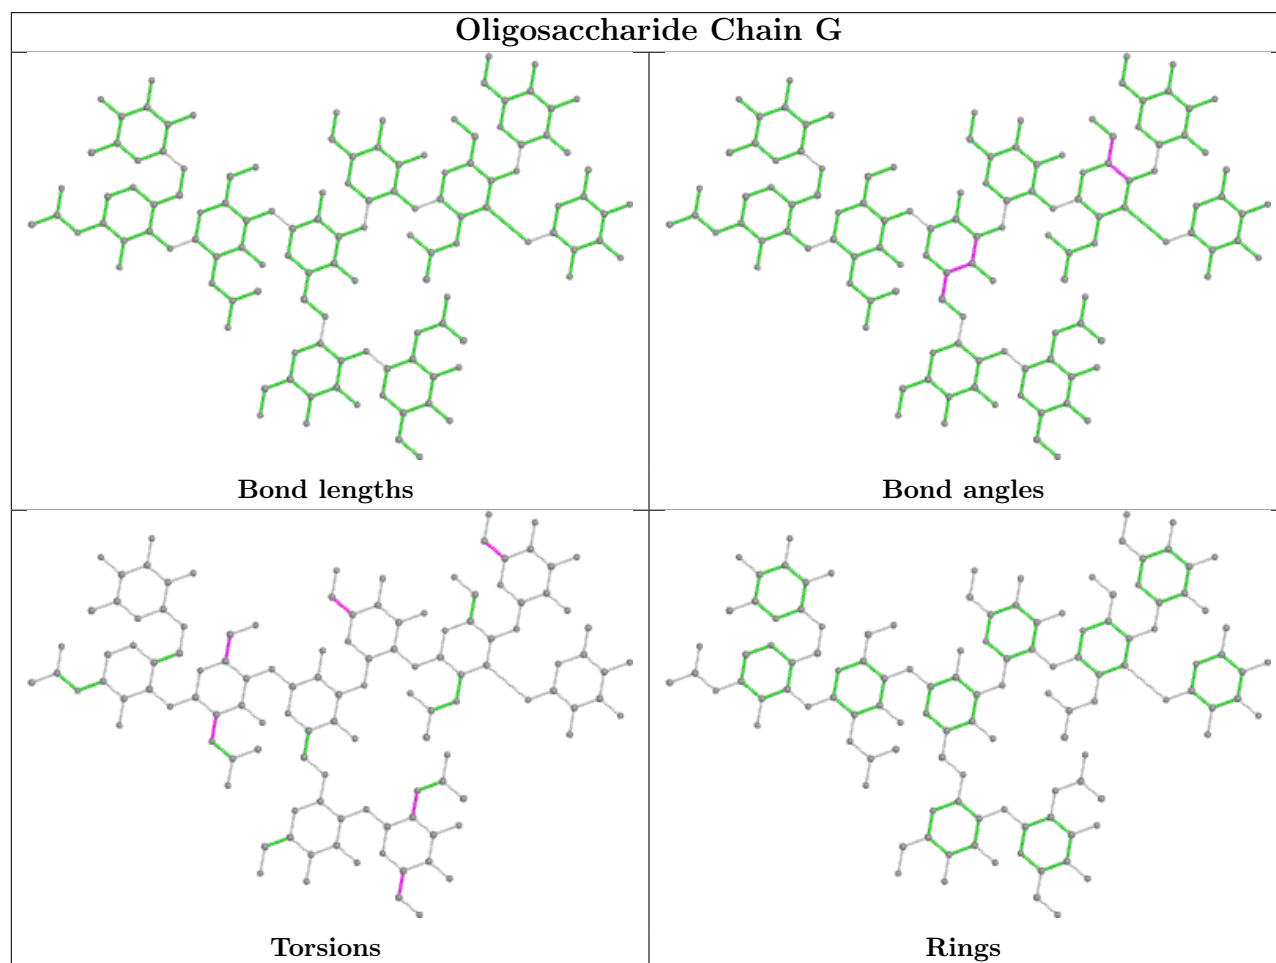 Oligosaccharide Chain G
Bond lengths
Bond angles
Torsions
Rings